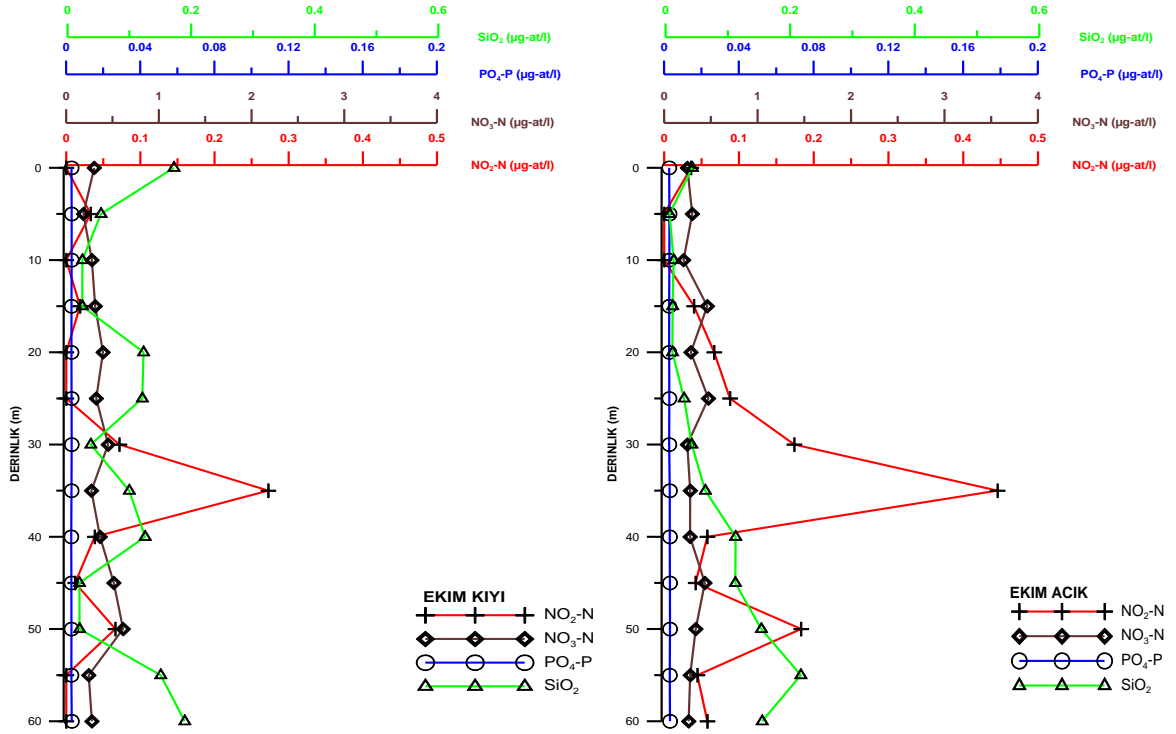 0 0.2 0.4 0.6
SiO₂ (µg-at/l)
0 0.04 0.08 0.12 0.16 0.2
PO₄-P (µg-at/l)
0 1 2 3 4
NO₃-N (µg-at/l)
0 0.1 0.2 0.3 0.4 0.5
NO₂-N (µg-at/l)
0
10
20
30
40
50
60
DERINLIK (m)
EKIM KIYI
NO₂-N
NO₃-N
PO₄-P
SiO₂
0 0.2 0.4 0.6
SiO₂ (µg-at/l)
0 0.04 0.08 0.12 0.16 0.2
PO₄-P (µg-at/l)
0 1 2 3 4
NO₃-N (µg-at/l)
0 0.1 0.2 0.3 0.4 0.5
NO₂-N (µg-at/l)
0
10
20
30
40
50
60
DERINLIK (m)
EKIM ACIK
NO₂-N
NO₃-N
PO₄-P
SiO₂